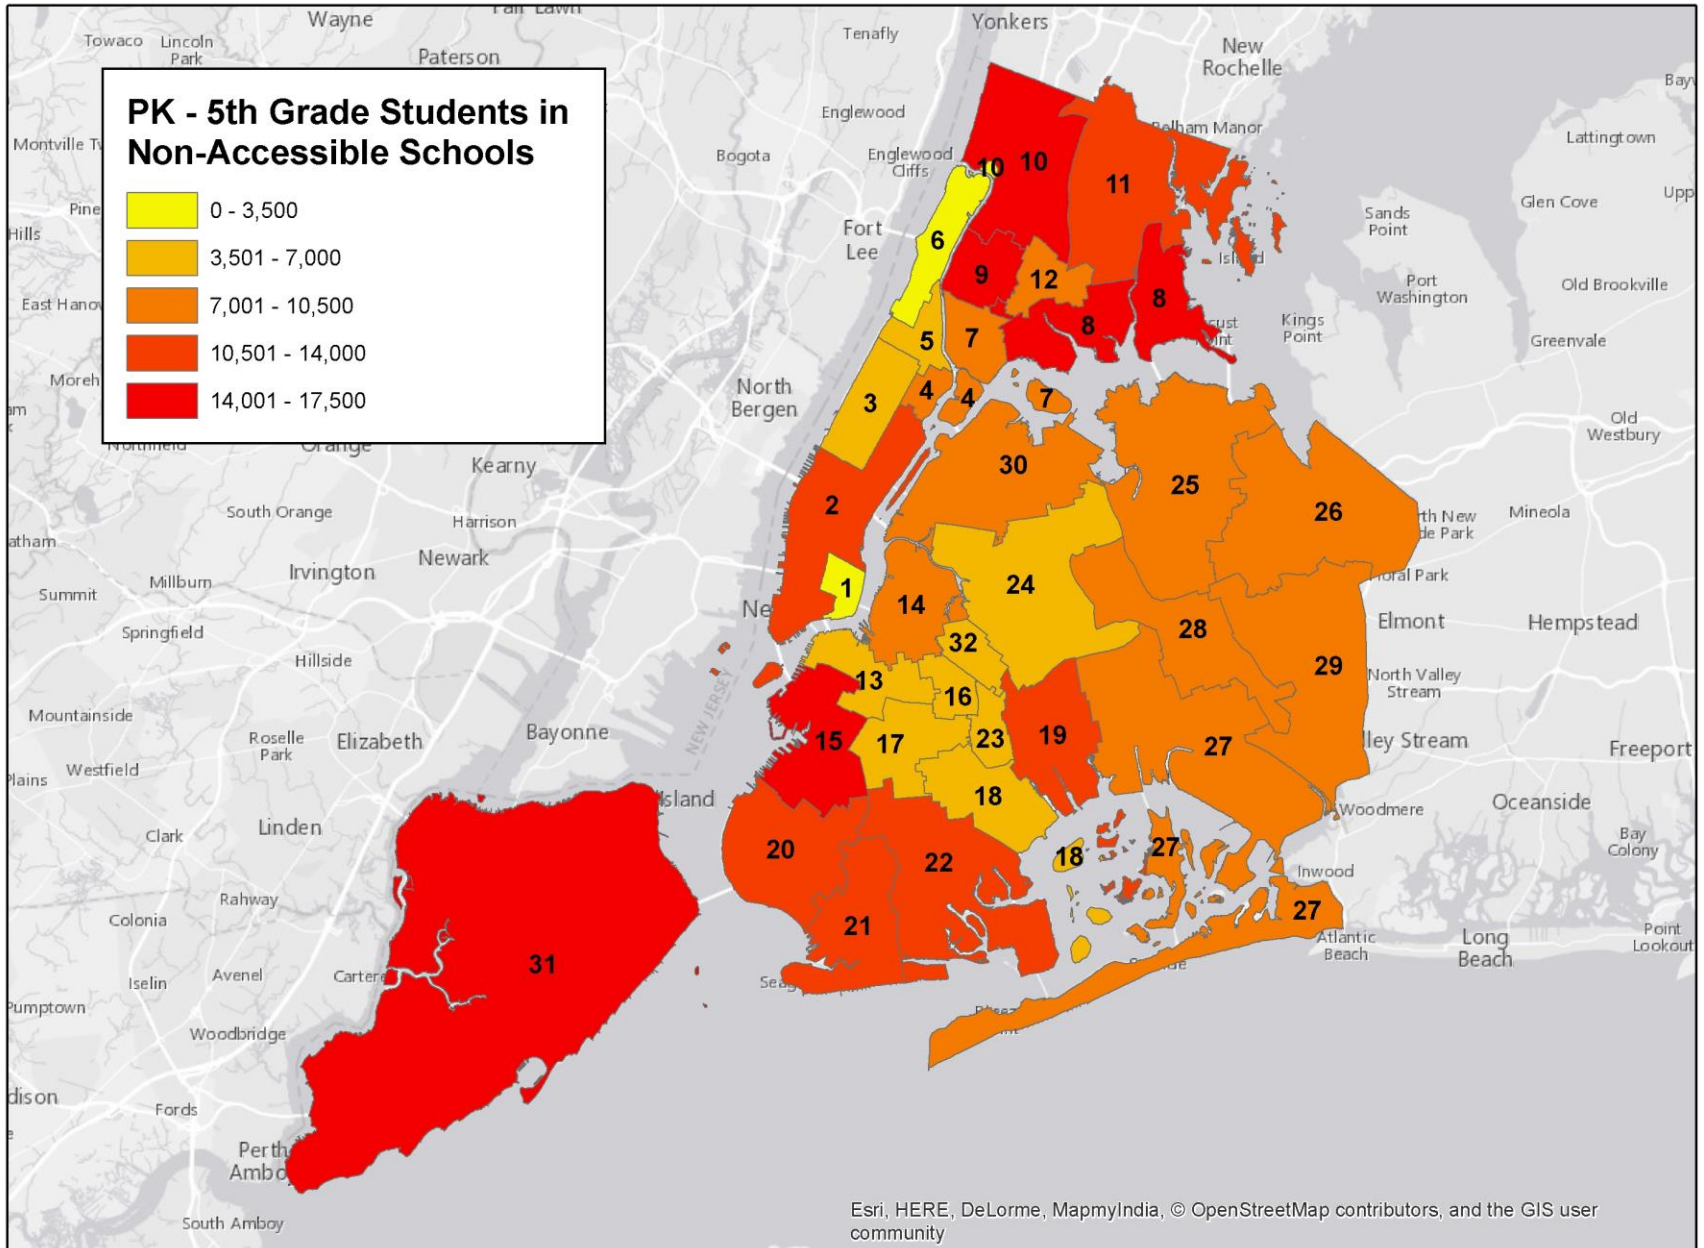 PK - 5th Grade Students in
Non-Accessible Schools
0 - 3,500
3,501 - 7,000
7,001 - 10,500
10,501 - 14,000
14,001 - 17,500
Wayne
Yonkers
Towaco
Lincoln
Park
Paterson
Tenafly
New
Rochelle
Englewood
Pelham Manor
Lattingtown
Bogota
Englewood
Cliffs
10
10
11
Glen Cove
Sands
Point
Fort
Lee
6
9
12
8
Port
Washington
Old Brookville
Kings
Point
8
5
7
Greenvale
North
Bergen
3
4
4
7
Old
Westbury
Orange
Kearny
30
25
2
26
South Orange
Harrison
Mineola
Newark
Irvington
Millburn
Summit
24
1
14
Elmont
Hempstead
Springfield
28
32
Hillside
29
North Valley
Stream
13
16
NEW JERSEY
Mountainside
Roselle
Park
Elizabeth
Bayonne
15
17
23
19
27
Freeport
Westfield
18
Woodmere
Oceanside
Linden
Clark
Bay
Colony
20
22
18
27
Inwood
Rahway
Colonia
21
27
Point
Lookout
Atlantic
Beach
Long
Beach
31
Iselin
Avenel
Woodbridge
Fords
Perth
South Amboy
Esri, HERE, DeLorme, MapmyIndia, © OpenStreetMap contributors, and the GIS user
community